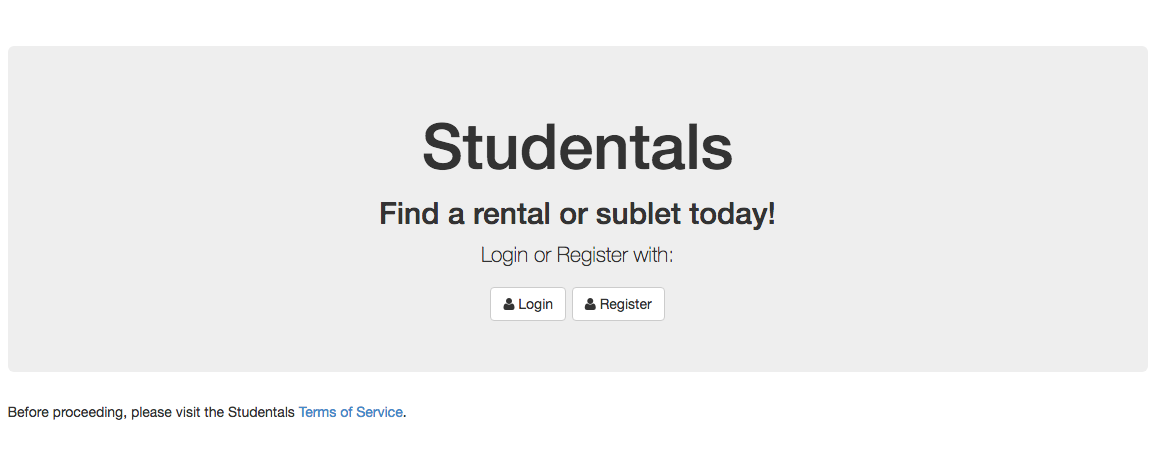 Studentals
Find a rental or sublet today!
Login or Register with:
Login Register
Before proceeding, please visit the Studentals Terms of Service.